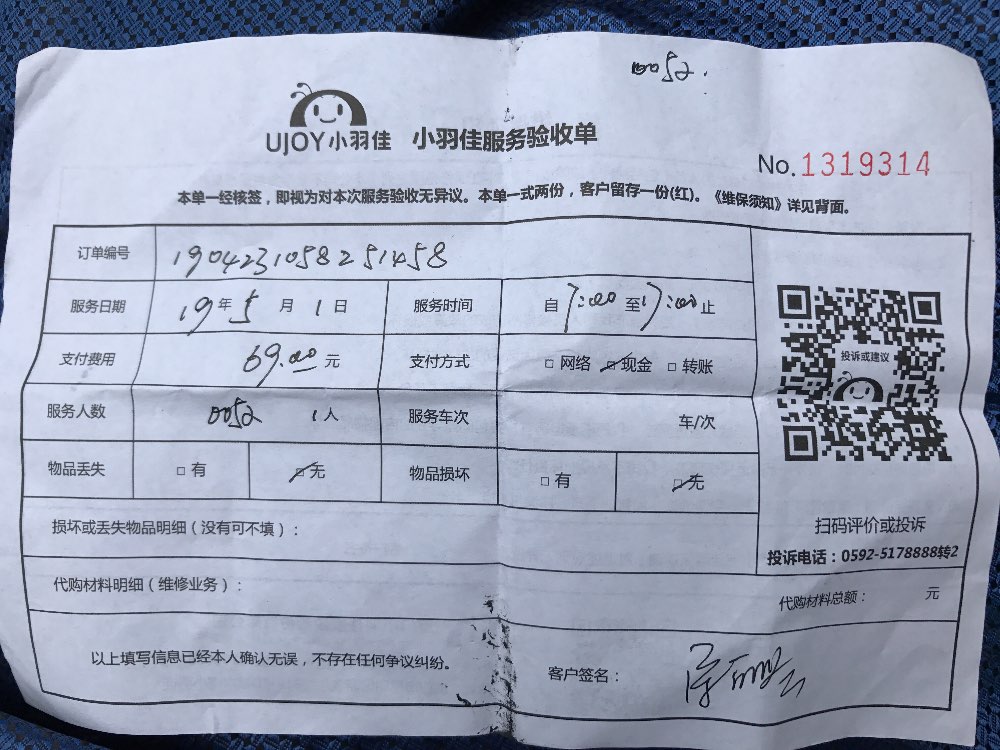 0052.
UJOY小羽佳 小羽佳服务验收单
No. 1319314
本单一经核签，即视为对本次服务验收无异议。本单一式两份，客户留存一份(红)。《维保须知》详见背面。
订单编号 1904231058251458
服务日期 19年5月1日 服务时间 自7:00至17:00止
支付费用 69.00元 支付方式 □网络 ☑现金 □转账
投诉或建议
服务人数 0052 1人 服务车次 车/次
物品丢失 □有 ☑无 物品损坏 □有 ☑无
损坏或丢失物品明细（没有可不填）：
扫码评价或投诉
投诉电话：0592-5178888转2
代购材料明细（维修业务）：
代购材料总额： 元
以上填写信息已经本人确认无误，不存在任何争议纠纷。
客户签名：